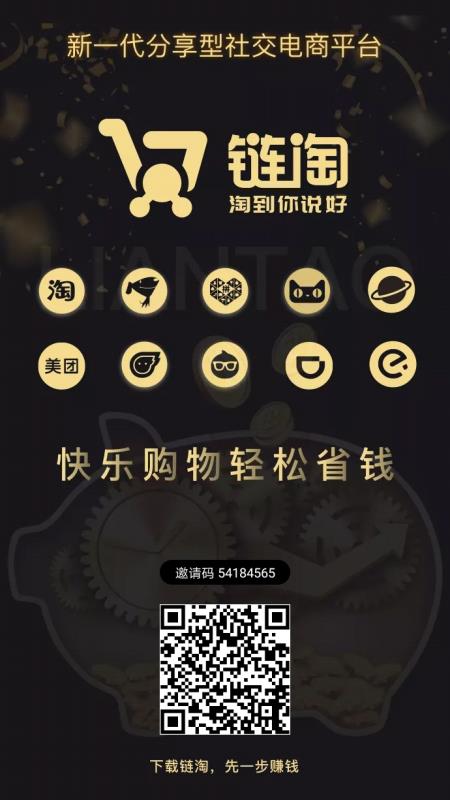 新一代分享型社交电商平台
链淘
淘到你说好
LIANTAO
淘
美团
快乐购物轻松省钱
邀请码 54184565
下载链淘，先一步赚钱